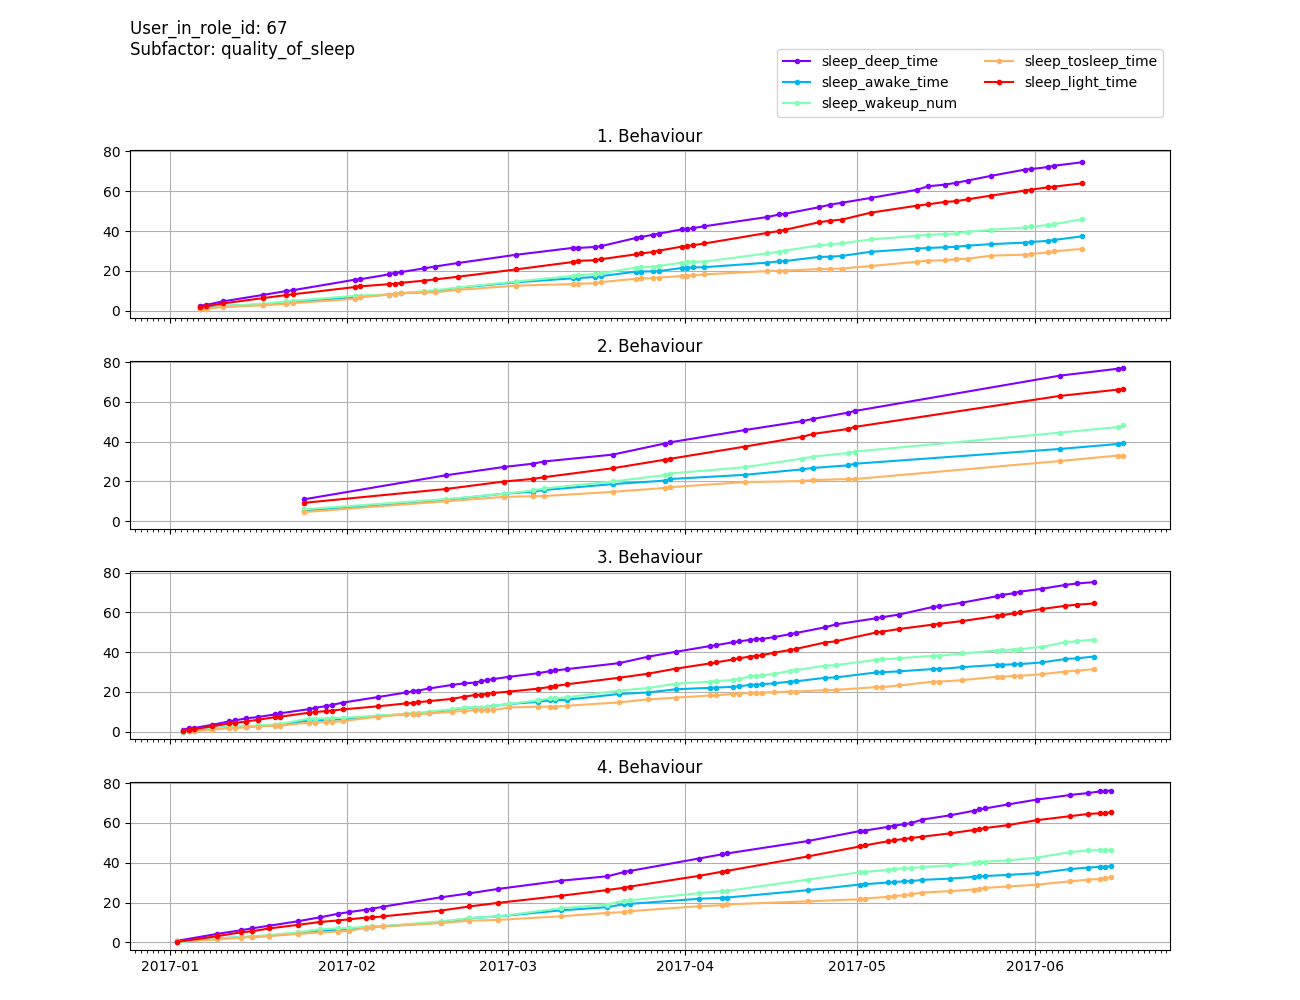 User_in_role_id: 67
Subfactor: quality_of_sleep
sleep_deep_time
sleep_awake_time
sleep_wakeup_num
sleep_tosleep_time
sleep_light_time
1. Behaviour
80
60
40
20
0
2. Behaviour
80
60
40
20
0
3. Behaviour
80
60
40
20
0
4. Behaviour
80
60
40
20
0
2017-01 2017-02 2017-03 2017-04 2017-05 2017-06